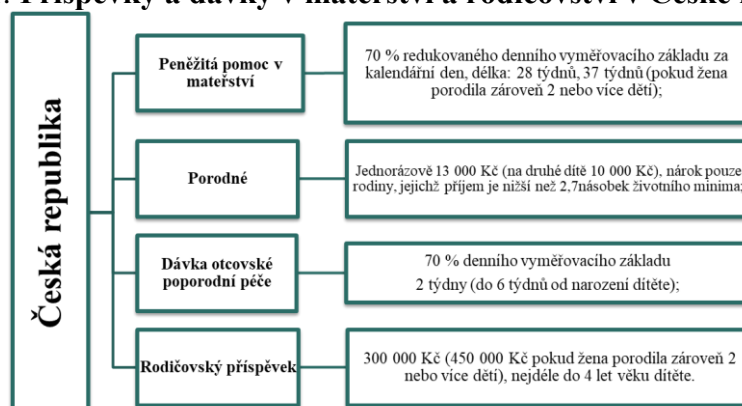 Příspěvky a dávky v mateřství a rodičovství v České
Česká republika
Peněžitá pomoc v
mateřství
70 % redukovaného denního vyměřovacího základu za
kalendářní den, délka: 28 týdnů, 37 týdnů (pokud žena
porodila zároveň 2 nebo více dětí);
Porodné
Jednorázově 13 000 Kč (na druhé dítě 10 000 Kč), nárok pouze
rodiny, jejichž příjem je nižší než 2,7násobek životního minima;
Dávka otcovské
poporodní péče
70 % denního vyměřovacího základu
2 týdny (do 6 týdnů od narození dítěte);
Rodičovský příspěvek
300 000 Kč (450 000 Kč pokud žena porodila zároveň 2
nebo více dětí), nejdéle do 4 let věku dítěte.